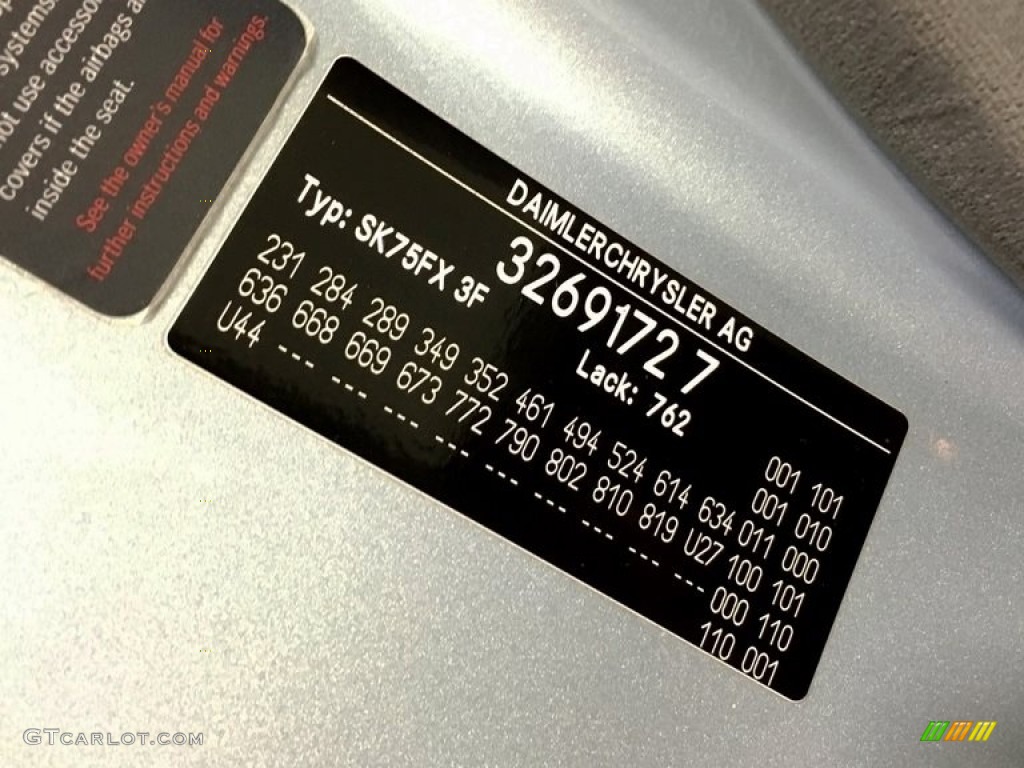 systems
not use accesso
covers if the airbags a
inside the seat.
See the owner's manual for
further instructions and warnings.
DAIMLERCHRYSLER AG
32691727
Typ: SK75FX 3F
Lack: 762
001 101
001 010
231 284 289 349 352 461 494 524 614 634 011 000
636 668 669 673 772 790 802 810 819 U27 100 101
U44 --- --- --- --- --- --- --- --- --- 000 110
110 001
GTCARLOT.COM